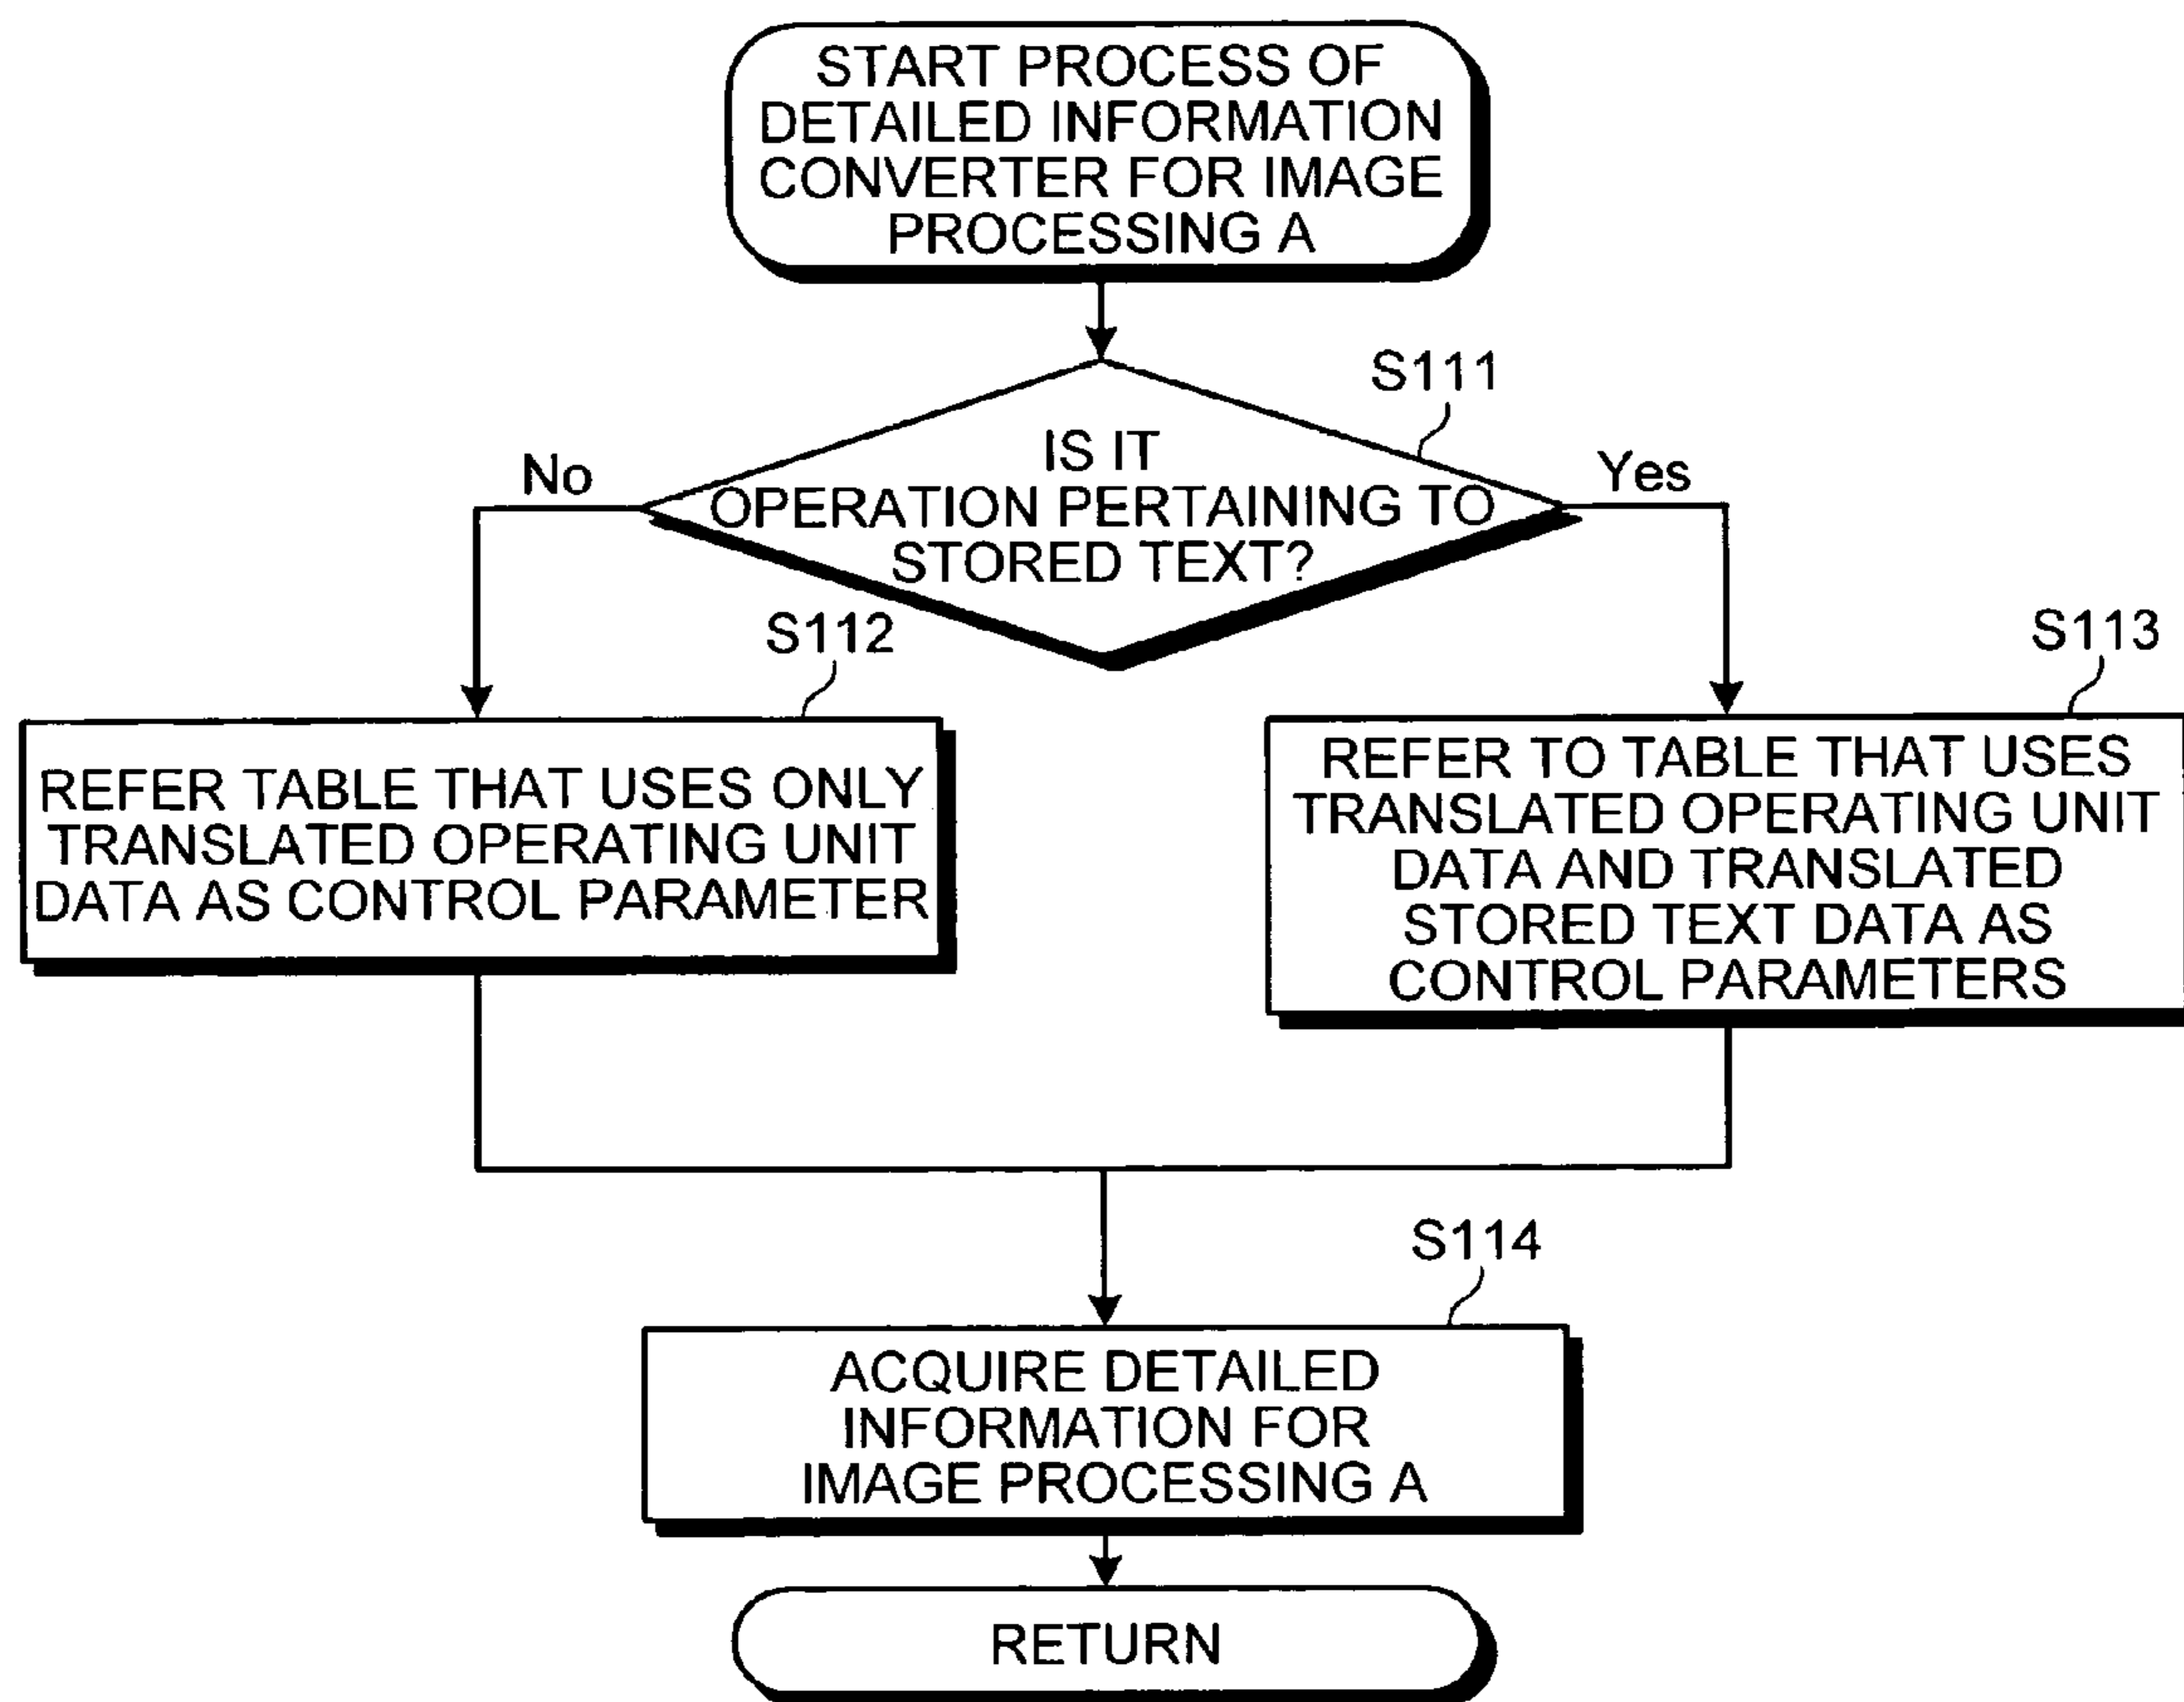 START PROCESS OF
DETAILED INFORMATION
CONVERTER FOR IMAGE
PROCESSING A
S111
IS IT
OPERATION PERTAINING TO
STORED TEXT?
No
Yes
S112
S113
REFER TABLE THAT USES ONLY
TRANSLATED OPERATING UNIT
DATA AS CONTROL PARAMETER
REFER TO TABLE THAT USES
TRANSLATED OPERATING UNIT
DATA AND TRANSLATED
STORED TEXT DATA AS
CONTROL PARAMETERS
S114
ACQUIRE DETAILED
INFORMATION FOR
IMAGE PROCESSING A
RETURN